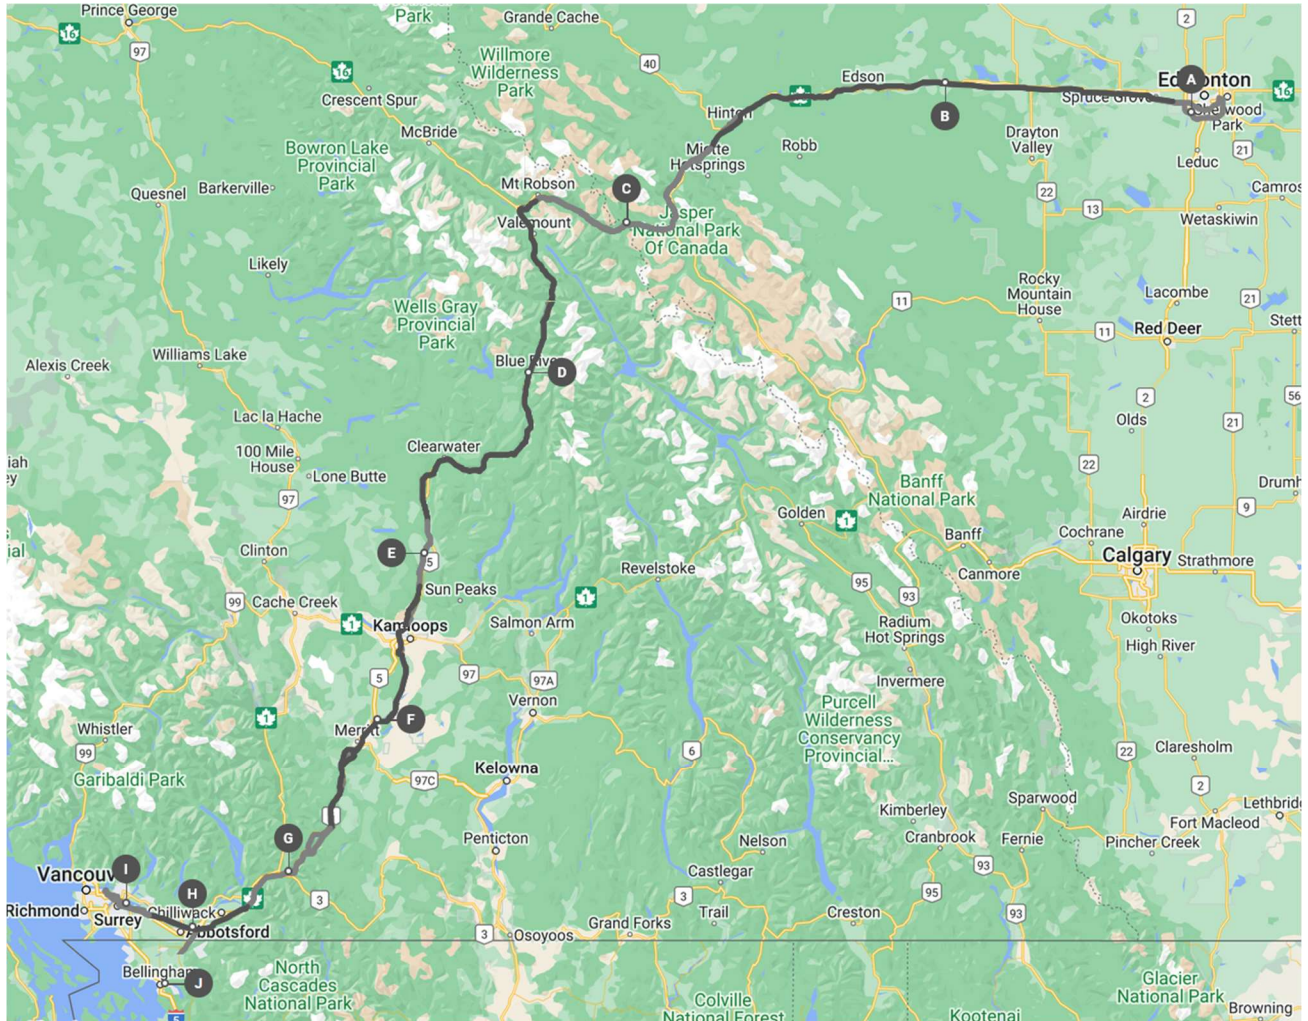 Park
Prince George
Grande Cache
16
97
2
Willmore
Wilderness
Park
40
16
Crescent Spur
Edson
A
Spruce Grove
16
B
Park
Hinton
McBride
Bowron Lake
Provincial
Park
Robb
Drayton
Valley
21
Leduc
Miette
Hotsprings
Quesnel
Barkerville
Mt Robson
C
22
13
Camros
Wetaskiwin
Valemount
Jasper
National Park
Of Canada
Likely
Rocky
Mountain
House
Lacombe
11
21
Wells Gray
Provincial
Park
11
Red Deer
Stett
Williams Lake
Alexis Creek
Blue River
D
2
56
Olds
21
Lac la Hache
Clearwater
100 Mile
House
Lone Butte
22
iah
ey
97
Banff
National Park
Drumh
Golden
1
Airdrie
9
s
ial
Clinton
E
5
Banff
Cochrane
Calgary
Strathmore
Canmore
Revelstoke
Sun Peaks
99
Cache Creek
1
1
95
93
Kamloops
Salmon Arm
Radium
Hot Springs
Okotoks
High River
5
97
97A
Invermere
Vernon
1
F
Merritt
Purcell
Wilderness
Conservancy
Provincial...
Whistler
99
6
22
Claresholm
Garibaldi Park
97C
Kelowna
2
Sparwood
Lethbridg
Kimberley
Fort Macleod
G
Penticton
Nelson
Cranbrook
Fernie
Pincher Creek
93
Vancouv
I
H
Castlegar
95
3
3
Richmond
Surrey
Chilliwack
Abbotsford
Trail
Creston
93
Grand Forks
3
Osoyoos
Bellingham
J
North
Cascades
National Park
Glacier
National Park
5
Colville
National Forest
Kootenai
Browning